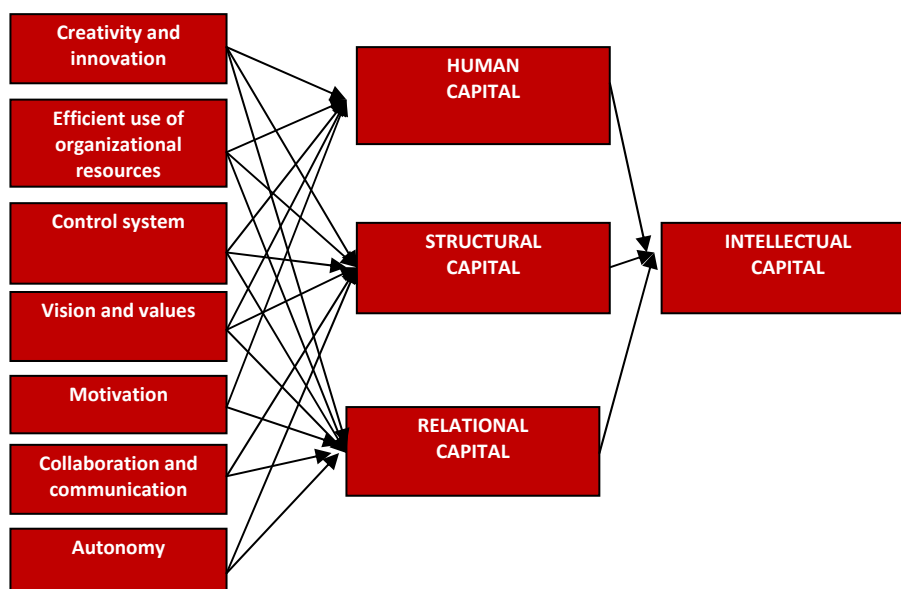 Creativity and
innovation
Efficient use of
organizational
resources
Control system
Vision and values
Motivation
Collaboration and
communication
Autonomy
HUMAN
CAPITAL
STRUCTURAL
CAPITAL
RELATIONAL
CAPITAL
INTELLECTUAL
CAPITAL